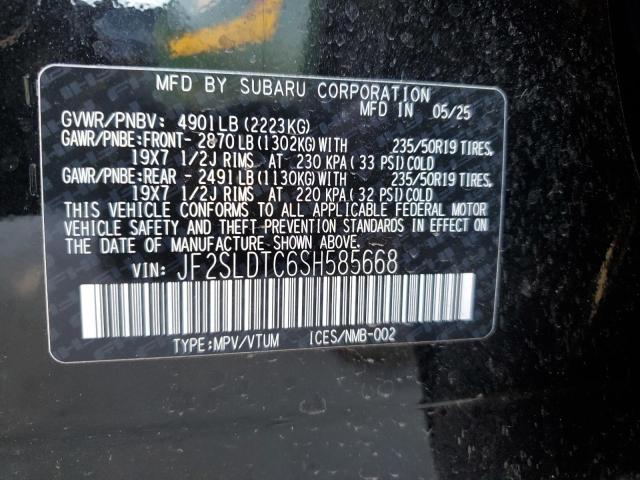 MFD BY SUBARU CORPORATION
MFD IN 05/25
GVWR/PNBV: 4901LB (2223KG)
GAWR/PNBE:FRONT- 2870LB(1302KG)WITH 235/50R19 TIRES,
19X7 1/2J RIMS AT 230 KPA(33 PSI)COLD
GAWR/PNBE:REAR - 2491LB(1130KG)WITH 235/50R19 TIRES,
19X7 1/2J RIMS AT 220 KPA(32 PSI)COLD
THIS VEHICLE CONFORMS TO ALL APPLICABLE FEDERAL MOTOR
VEHICLE SAFETY AND THEFT PREVENTION STANDARDS IN EFFECT ON
THE DATE OF MANUFACTURE SHOWN ABOVE.
VIN: JF2SLDTC6SH585668
TYPE:MPV/VTUM ICES/NMB-002